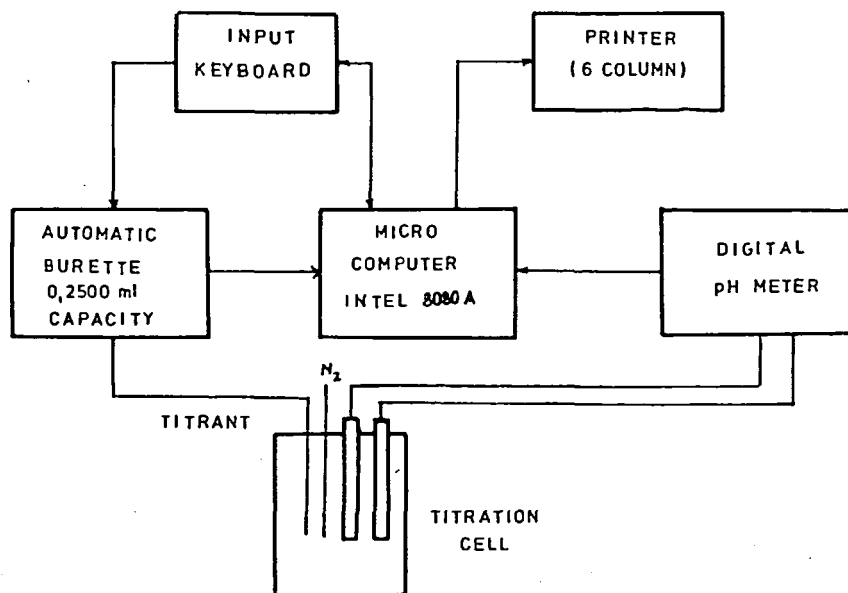 INPUT
KEYBOARD
PRINTER
(6 COLUMN)
AUTOMATIC
BURETTE
0,2500 ml
CAPACITY
MICRO
COMPUTER
INTEL 8080 A
DIGITAL
pH METER
N2
TITRANT
TITRATION
CELL